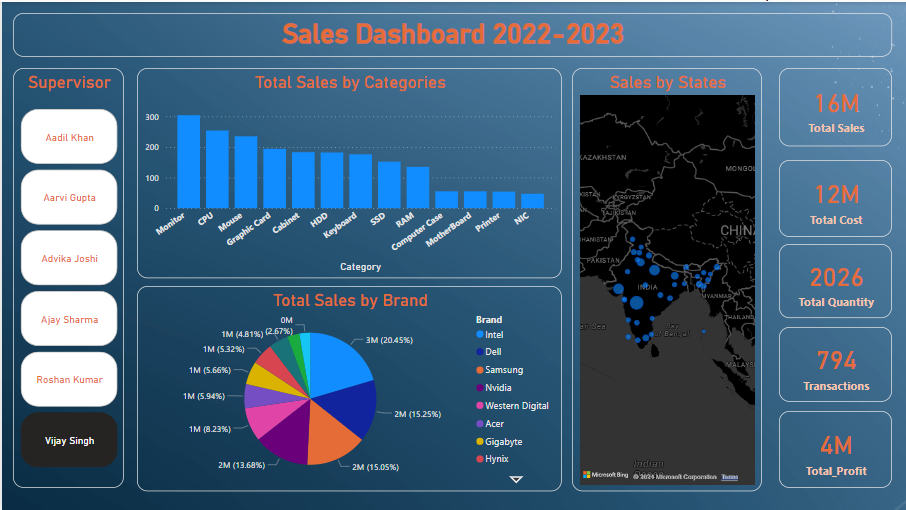 Sales Dashboard 2022-2023
Supervisor
Aadil Khan
Aarvi Gupta
Advika Joshi
Ajay Sharma
Roshan Kumar
Vijay Singh
Total Sales by Categories
300
200
100
0
Monitor
CPU
Mouse
Graphic Card
Cabinet
HDD
Keyboard
SSD
RAM
Computer Case
MotherBoard
Printer
NIC
Category
Total Sales by Brand
0M
(2.67%)
1M (4.81%)
1M (5.32%)
1M (5.66%)
1M (5.94%)
1M (8.23%)
2M (13.68%)
3M (20.45%)
2M (15.25%)
2M (15.05%)
Brand
Intel
Dell
Samsung
Nvidia
Western Digital
Acer
Gigabyte
Hynix
Sales by States
KAZAKHSTAN
MONGOL
KYRGYZSTAN
TAJIKISTAN
CHIN
PAKISTAN
INDIA
MYANMAR
THAILAND
Bay
of Bengal
MALAYS
Indian
Microsoft Bing
© 2024 Microsoft Corporation
Terms
16M
Total Sales
12M
Total Cost
2026
Total Quantity
794
Transactions
4M
Total_Profit